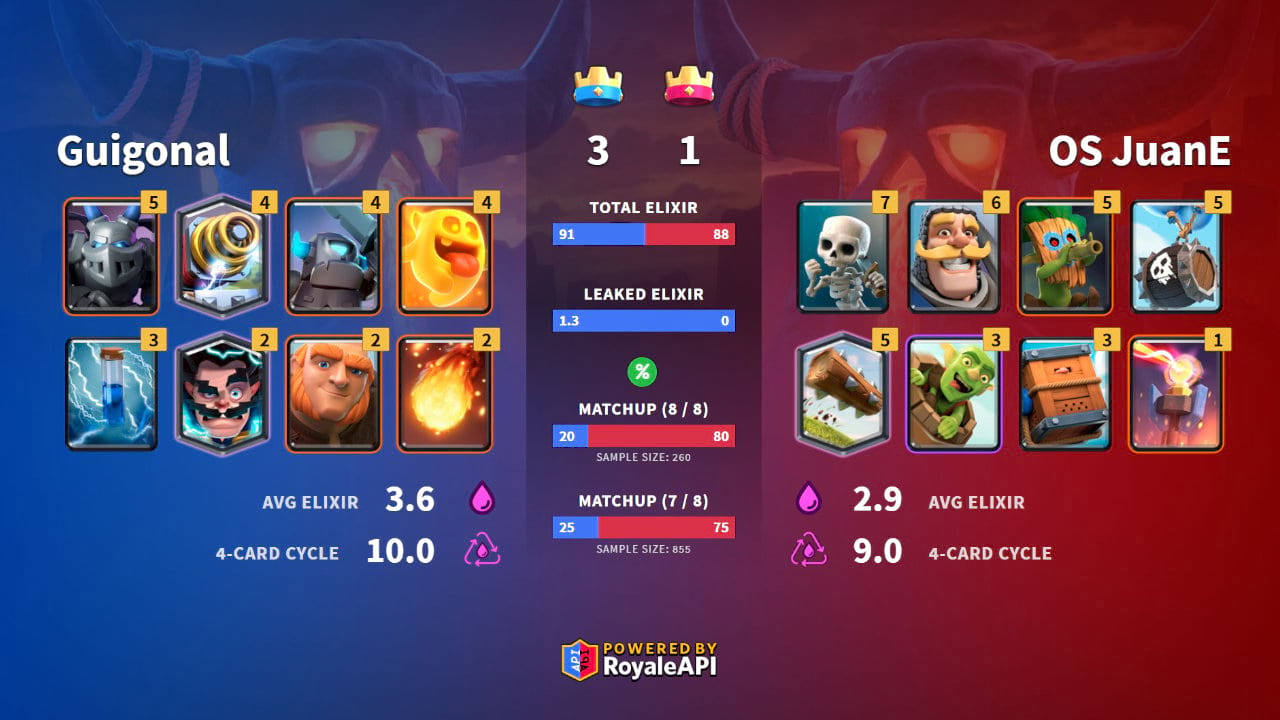 3 1
Guigonal
OS JuanE
5 4 4 4
7 6 5 5
TOTAL ELIXIR
91 88
LEAKED ELIXIR
1.3 0
3 2 2 2
5 3 3 1
%
MATCHUP (8 / 8)
20 80
SAMPLE SIZE: 260
MATCHUP (7 / 8)
25 75
SAMPLE SIZE: 855
AVG ELIXIR 3.6
4-CARD CYCLE 10.0
2.9 AVG ELIXIR
9.0 4-CARD CYCLE
API
POWERED BY
RoyaleAPI